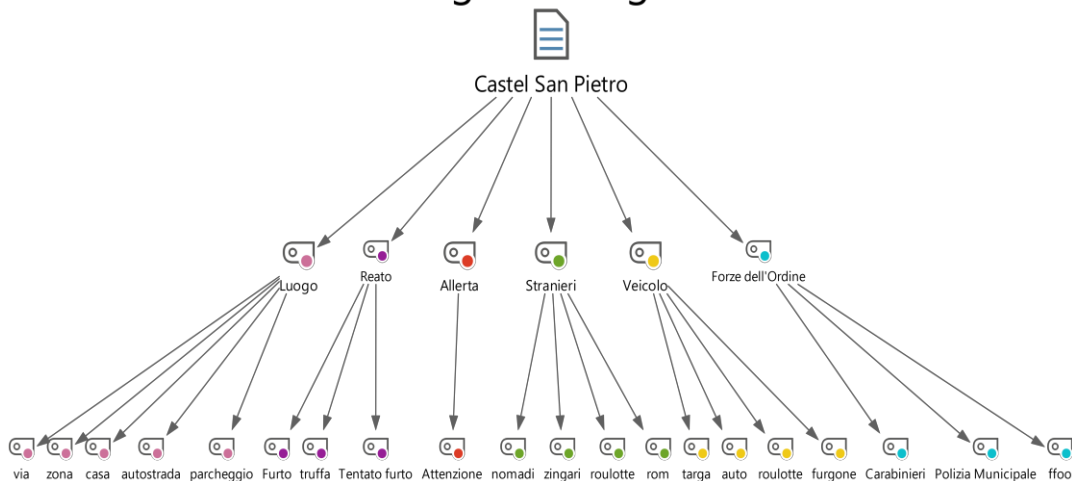 Castel San Pietro
Luogo Reato Allerta Stranieri Veicolo Forze dell'Ordine
via zona casa autostrada parcheggio Furto truffa Tentato furto Attenzione nomadi zingari roulotte rom targa auto roulotte furgone Carabinieri Polizia Municipale ffoo